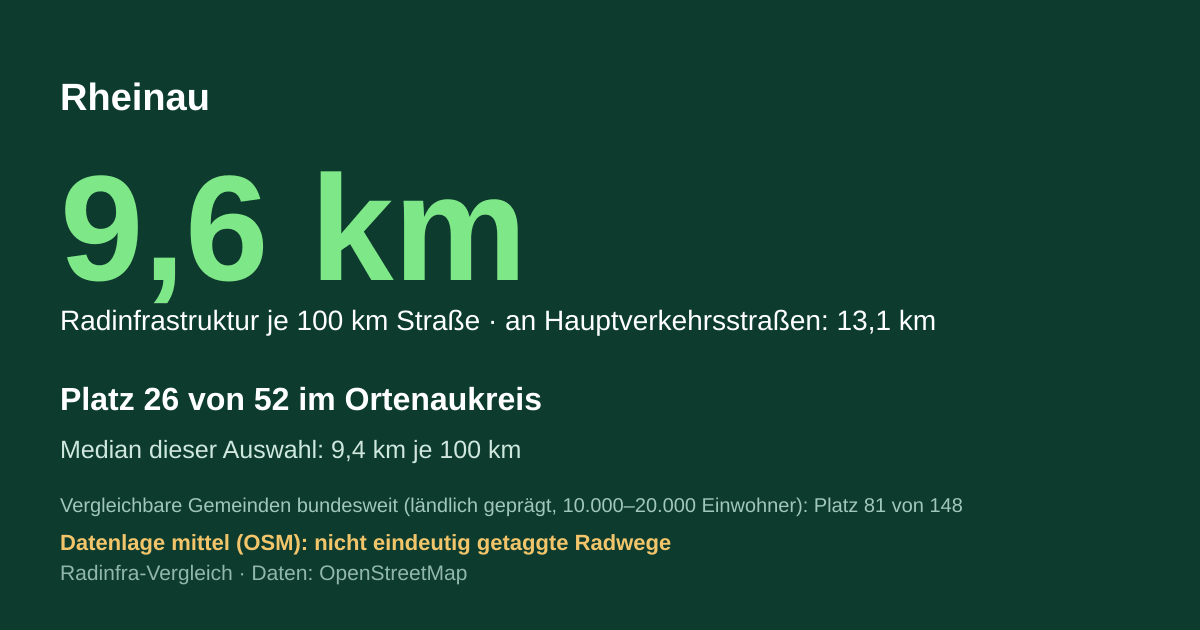 Rheinau
9,6 km
Radinfrastruktur je 100 km Straße · an Hauptverkehrsstraßen: 13,1 km
Platz 26 von 52 im Ortenaukreis
Median dieser Auswahl: 9,4 km je 100 km
Vergleichbare Gemeinden bundesweit (ländlich geprägt, 10.000–20.000 Einwohner): Platz 81 von 148
Datenlage mittel (OSM): nicht eindeutig getaggte Radwege
Radinfra-Vergleich · Daten: OpenStreetMap